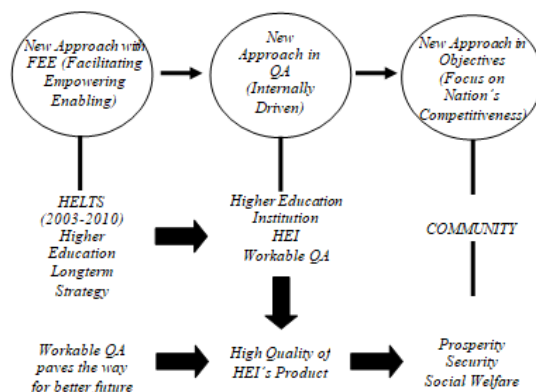 New Approach with
FEE (Facilitating
Empowering
Enabling)
New
Approach in
QA
(Internally
Driven)
New Approach in
Objectives
(Focus on
Nation´s
Competitiveness)
HELTS
(2003-2010)
Higher
Education
Longterm
Strategy
Higher Education
Institution
HEI
Workable QA
COMMUNITY
Workable QA
paves the way
for better future
High Quality of
HEI´s Product
Prosperity
Security
Social Welfare